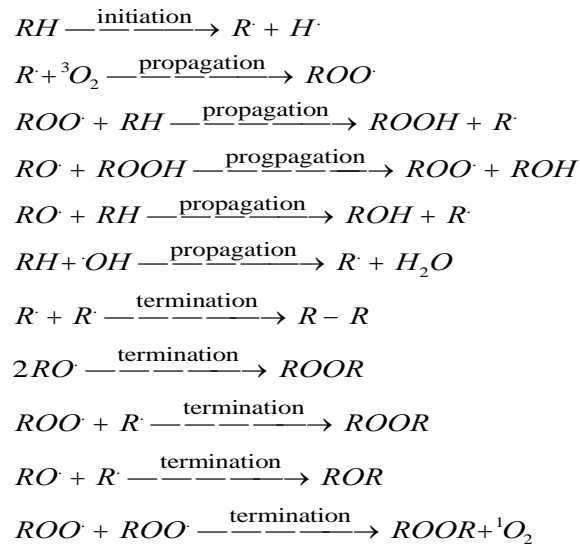 RH —initiation→ R· + H·
R· + ³O₂ —propagation→ ROO·
ROO· + RH —propagation→ ROOH + R·
RO· + ROOH —progpagation→ ROO· + ROH
RO· + RH —propagation→ ROH + R·
RH + ·OH —propagation→ R· + H₂O
R· + R· —termination→ R – R
2RO· —termination→ ROOR
ROO· + R· —termination→ ROOR
RO· + R· —termination→ ROR
ROO· + ROO· —termination→ ROOR + ¹O₂